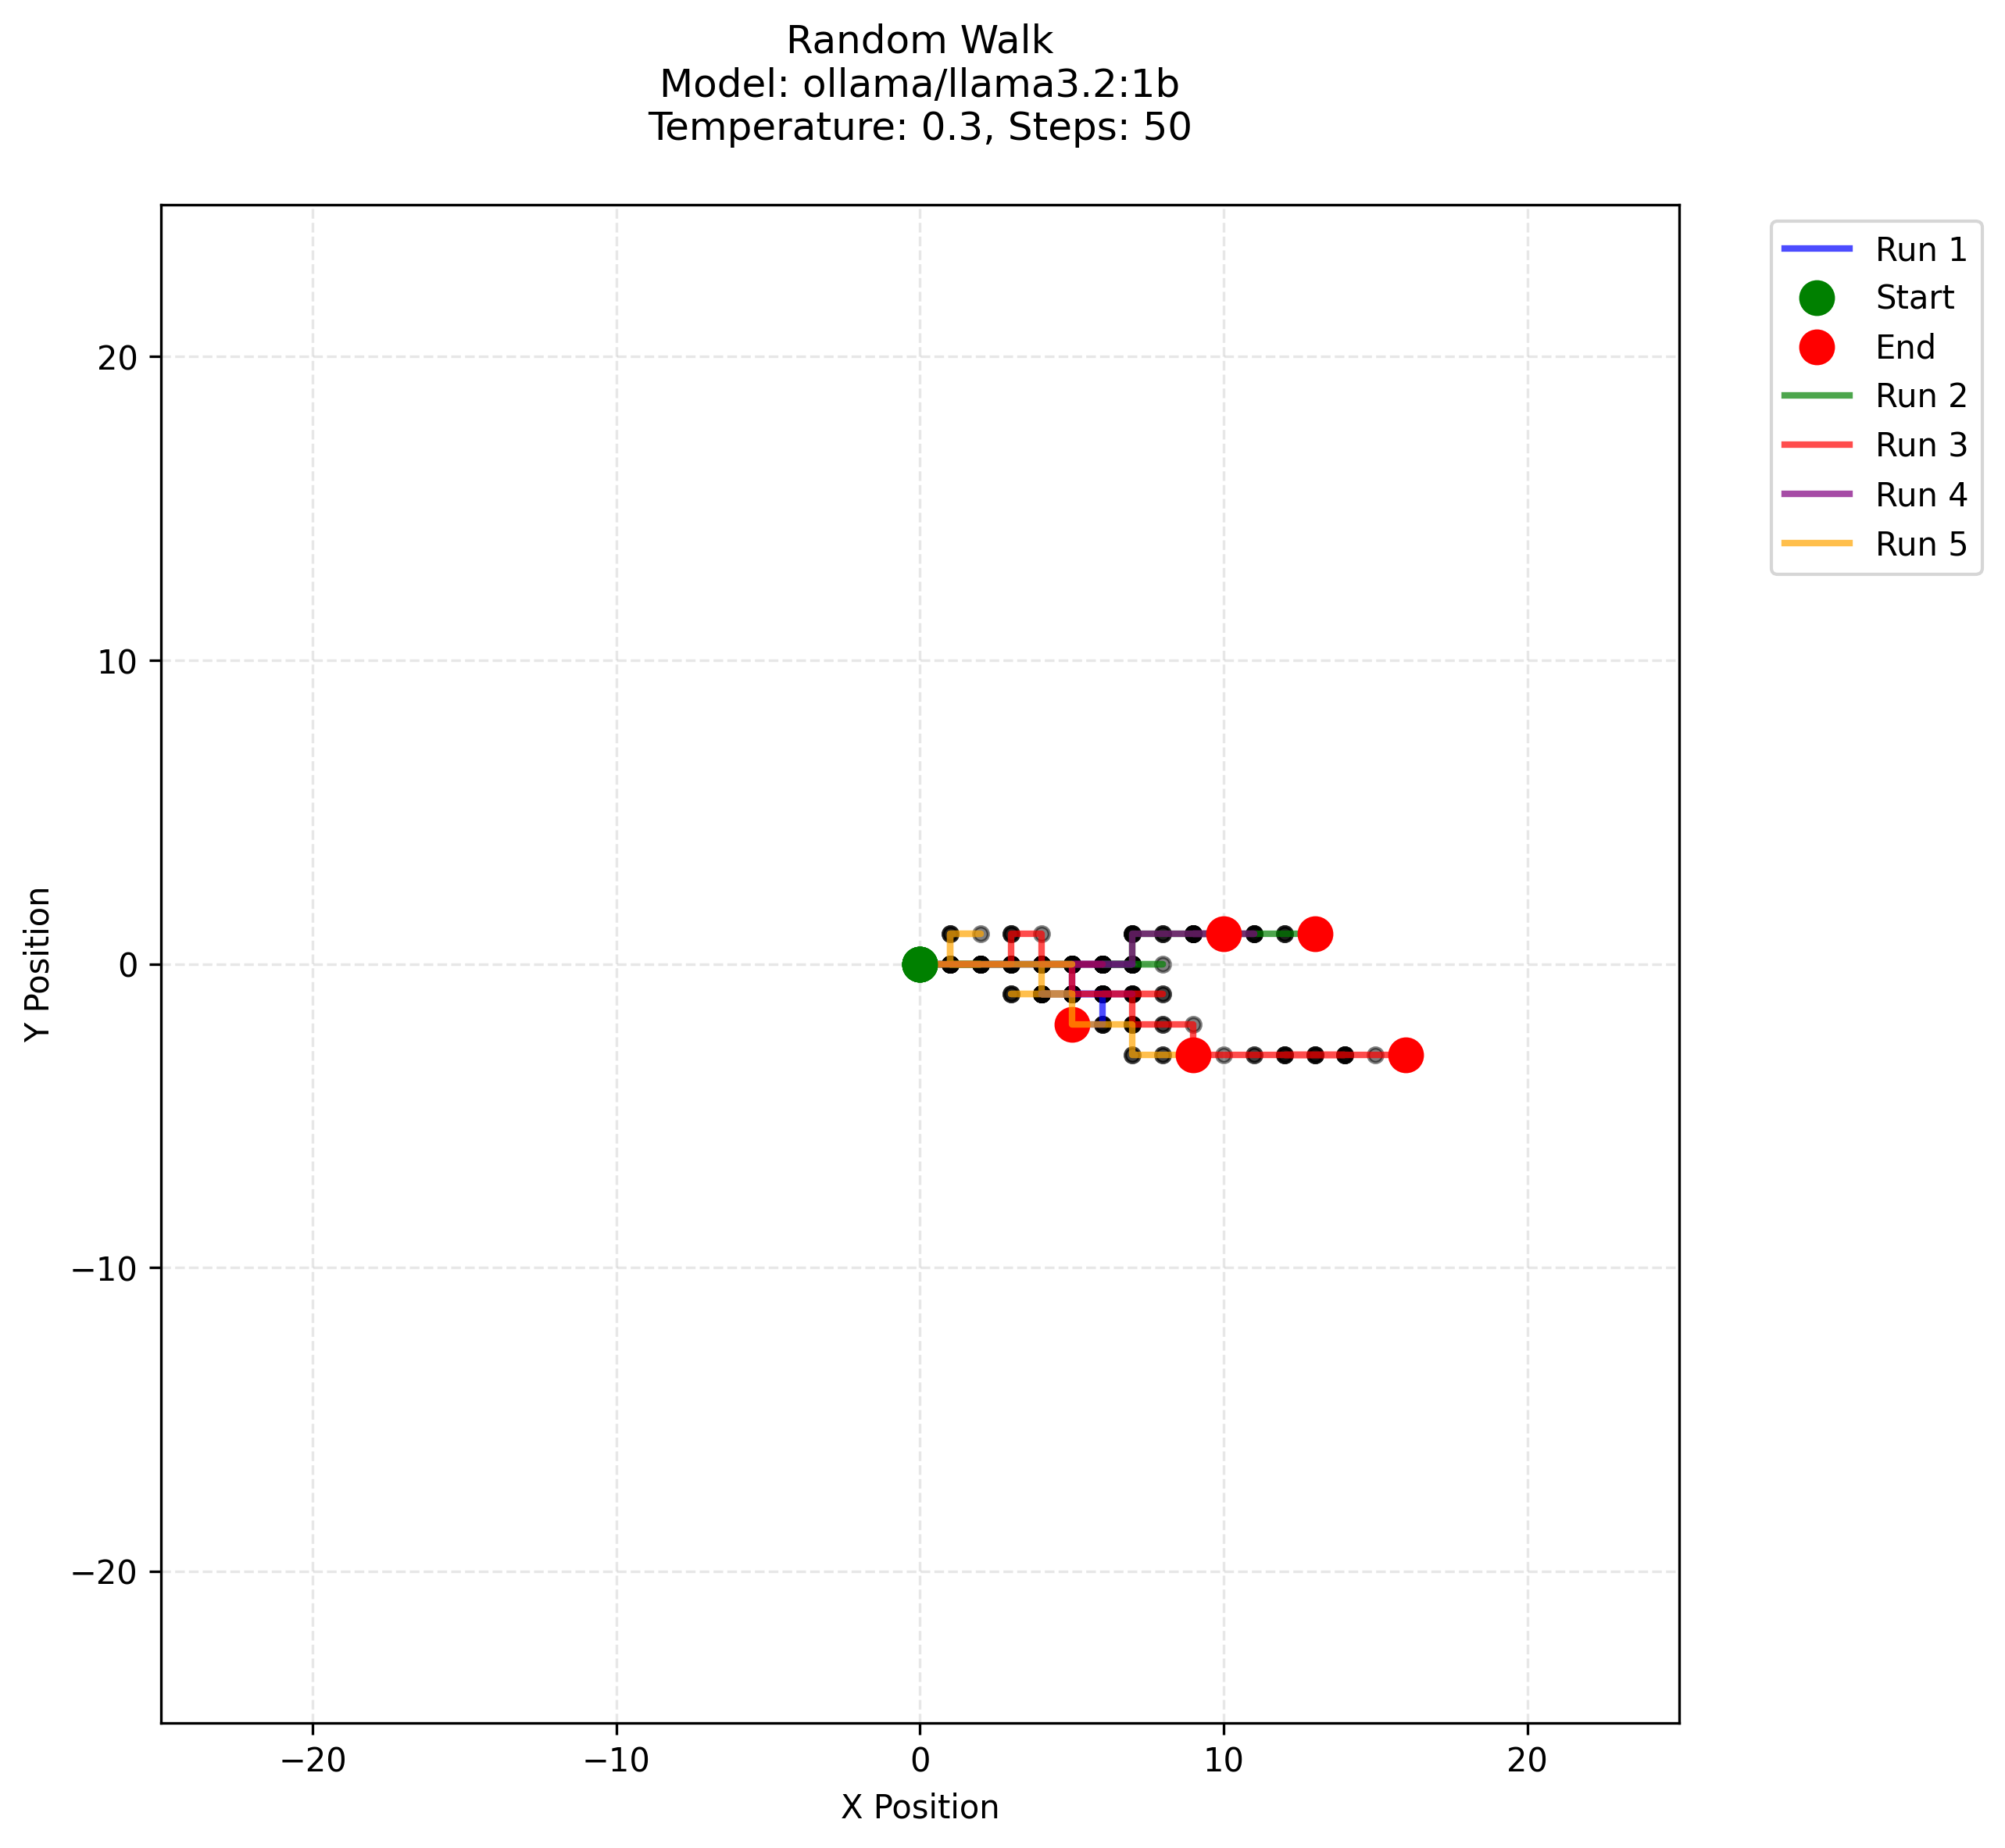 Random Walk
Model: ollama/llama3.2:1b
Temperature: 0.3, Steps: 50
Run 1
Start
End
Run 2
Run 3
Run 4
Run 5
Y Position
20
10
0
−10
−20
−20
−10
0
10
20
X Position